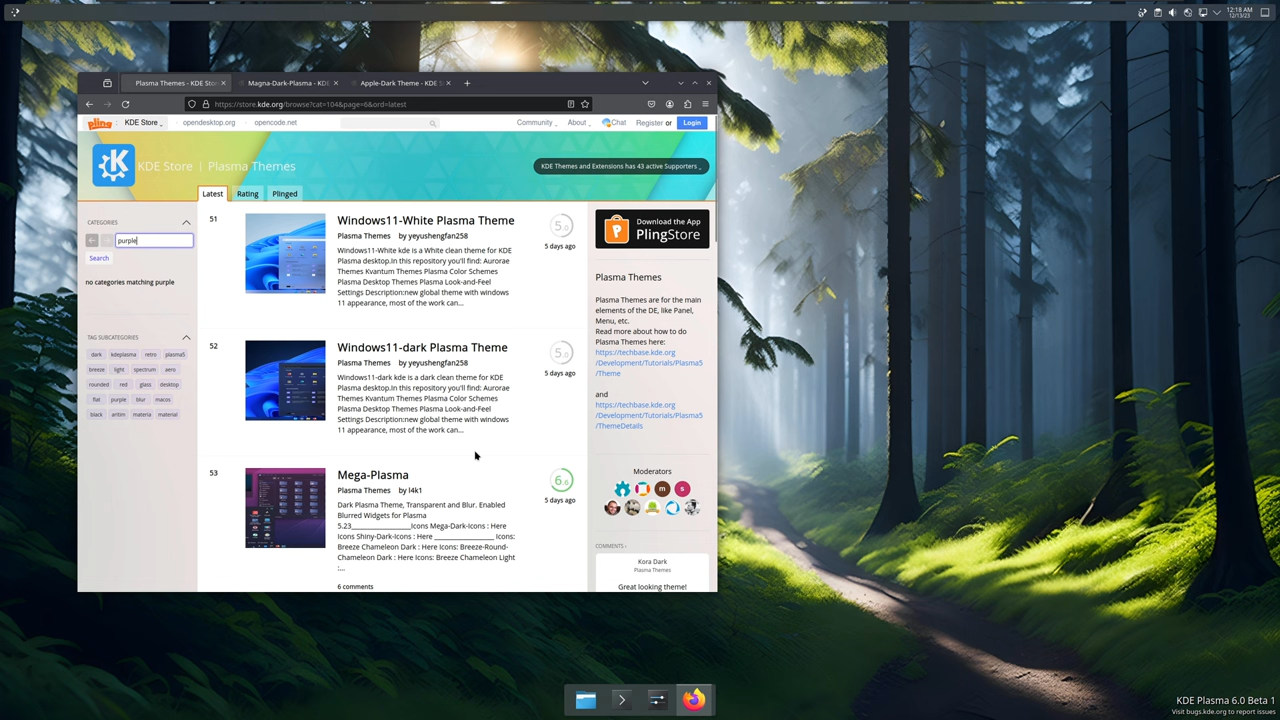 12:18 AM
12/13/23
Plasma Themes - KDE Sto
Magna-Dark-Plasma - KDE
Apple-Dark Theme - KDE S
https://store.kde.org/browse?cat=104&page=6&ord=latest
pling
KDE Store
opendesktop.org
opencode.net
Community
About
Chat
Register or
Login
KDE Store | Plasma Themes
KDE Themes and Extensions has 43 active Supporters
Latest
Rating
Plinged
CATEGORIES
purple
Search
no categories matching purple
TAG SUBCATEGORIES
dark kdeplasma retro plasma5
breeze light spectrum aero
rounded red glass desktop
flat purple blur macos
black aritim materia material
51
Windows11-White Plasma Theme
Plasma Themes by yeyushengfan258
Windows11-White kde is a White clean theme for KDE
Plasma desktop.In this repository you'll find: Aurorae
Themes Kvantum Themes Plasma Color Schemes
Plasma Desktop Themes Plasma Look-and-Feel
Settings Description:new global theme with windows
11 appearance, most of the work can...
5.0
5 days ago
52
Windows11-dark Plasma Theme
Plasma Themes by yeyushengfan258
Windows11-dark kde is a dark clean theme for KDE
Plasma desktop.In this repository you'll find: Aurorae
Themes Kvantum Themes Plasma Color Schemes
Plasma Desktop Themes Plasma Look-and-Feel
Settings Description:new global theme with windows
11 appearance, most of the work can...
5.0
5 days ago
53
Mega-Plasma
Plasma Themes by l4k1
Dark Plasma Theme, Transparent and Blur. Enabled
Blurred Widgets for Plasma
5.23__________________Icons Mega-Dark-Icons : Here
Icons Shiny-Dark-Icons : Here __________________ Icons:
Breeze Chameleon Dark : Here Icons: Breeze-Round-
Chameleon Dark : Here Icons: Breeze Chameleon Light
:...
6 comments
6.6
5 days ago
Download the App
PlingStore
Plasma Themes
Plasma Themes are for the main
elements of the DE, like Panel,
Menu, etc.
Read more about how to do
Plasma Themes here:
https://techbase.kde.org
/Development/Tutorials/Plasma5
/Theme
and
https://techbase.kde.org
/Development/Tutorials/Plasma5
/ThemeDetails
Moderators
m
s
COMMENTS ›
Kora Dark
Plasma Themes
Great looking theme!
KDE Plasma 6.0 Beta 1
Visit bugs.kde.org to report issues